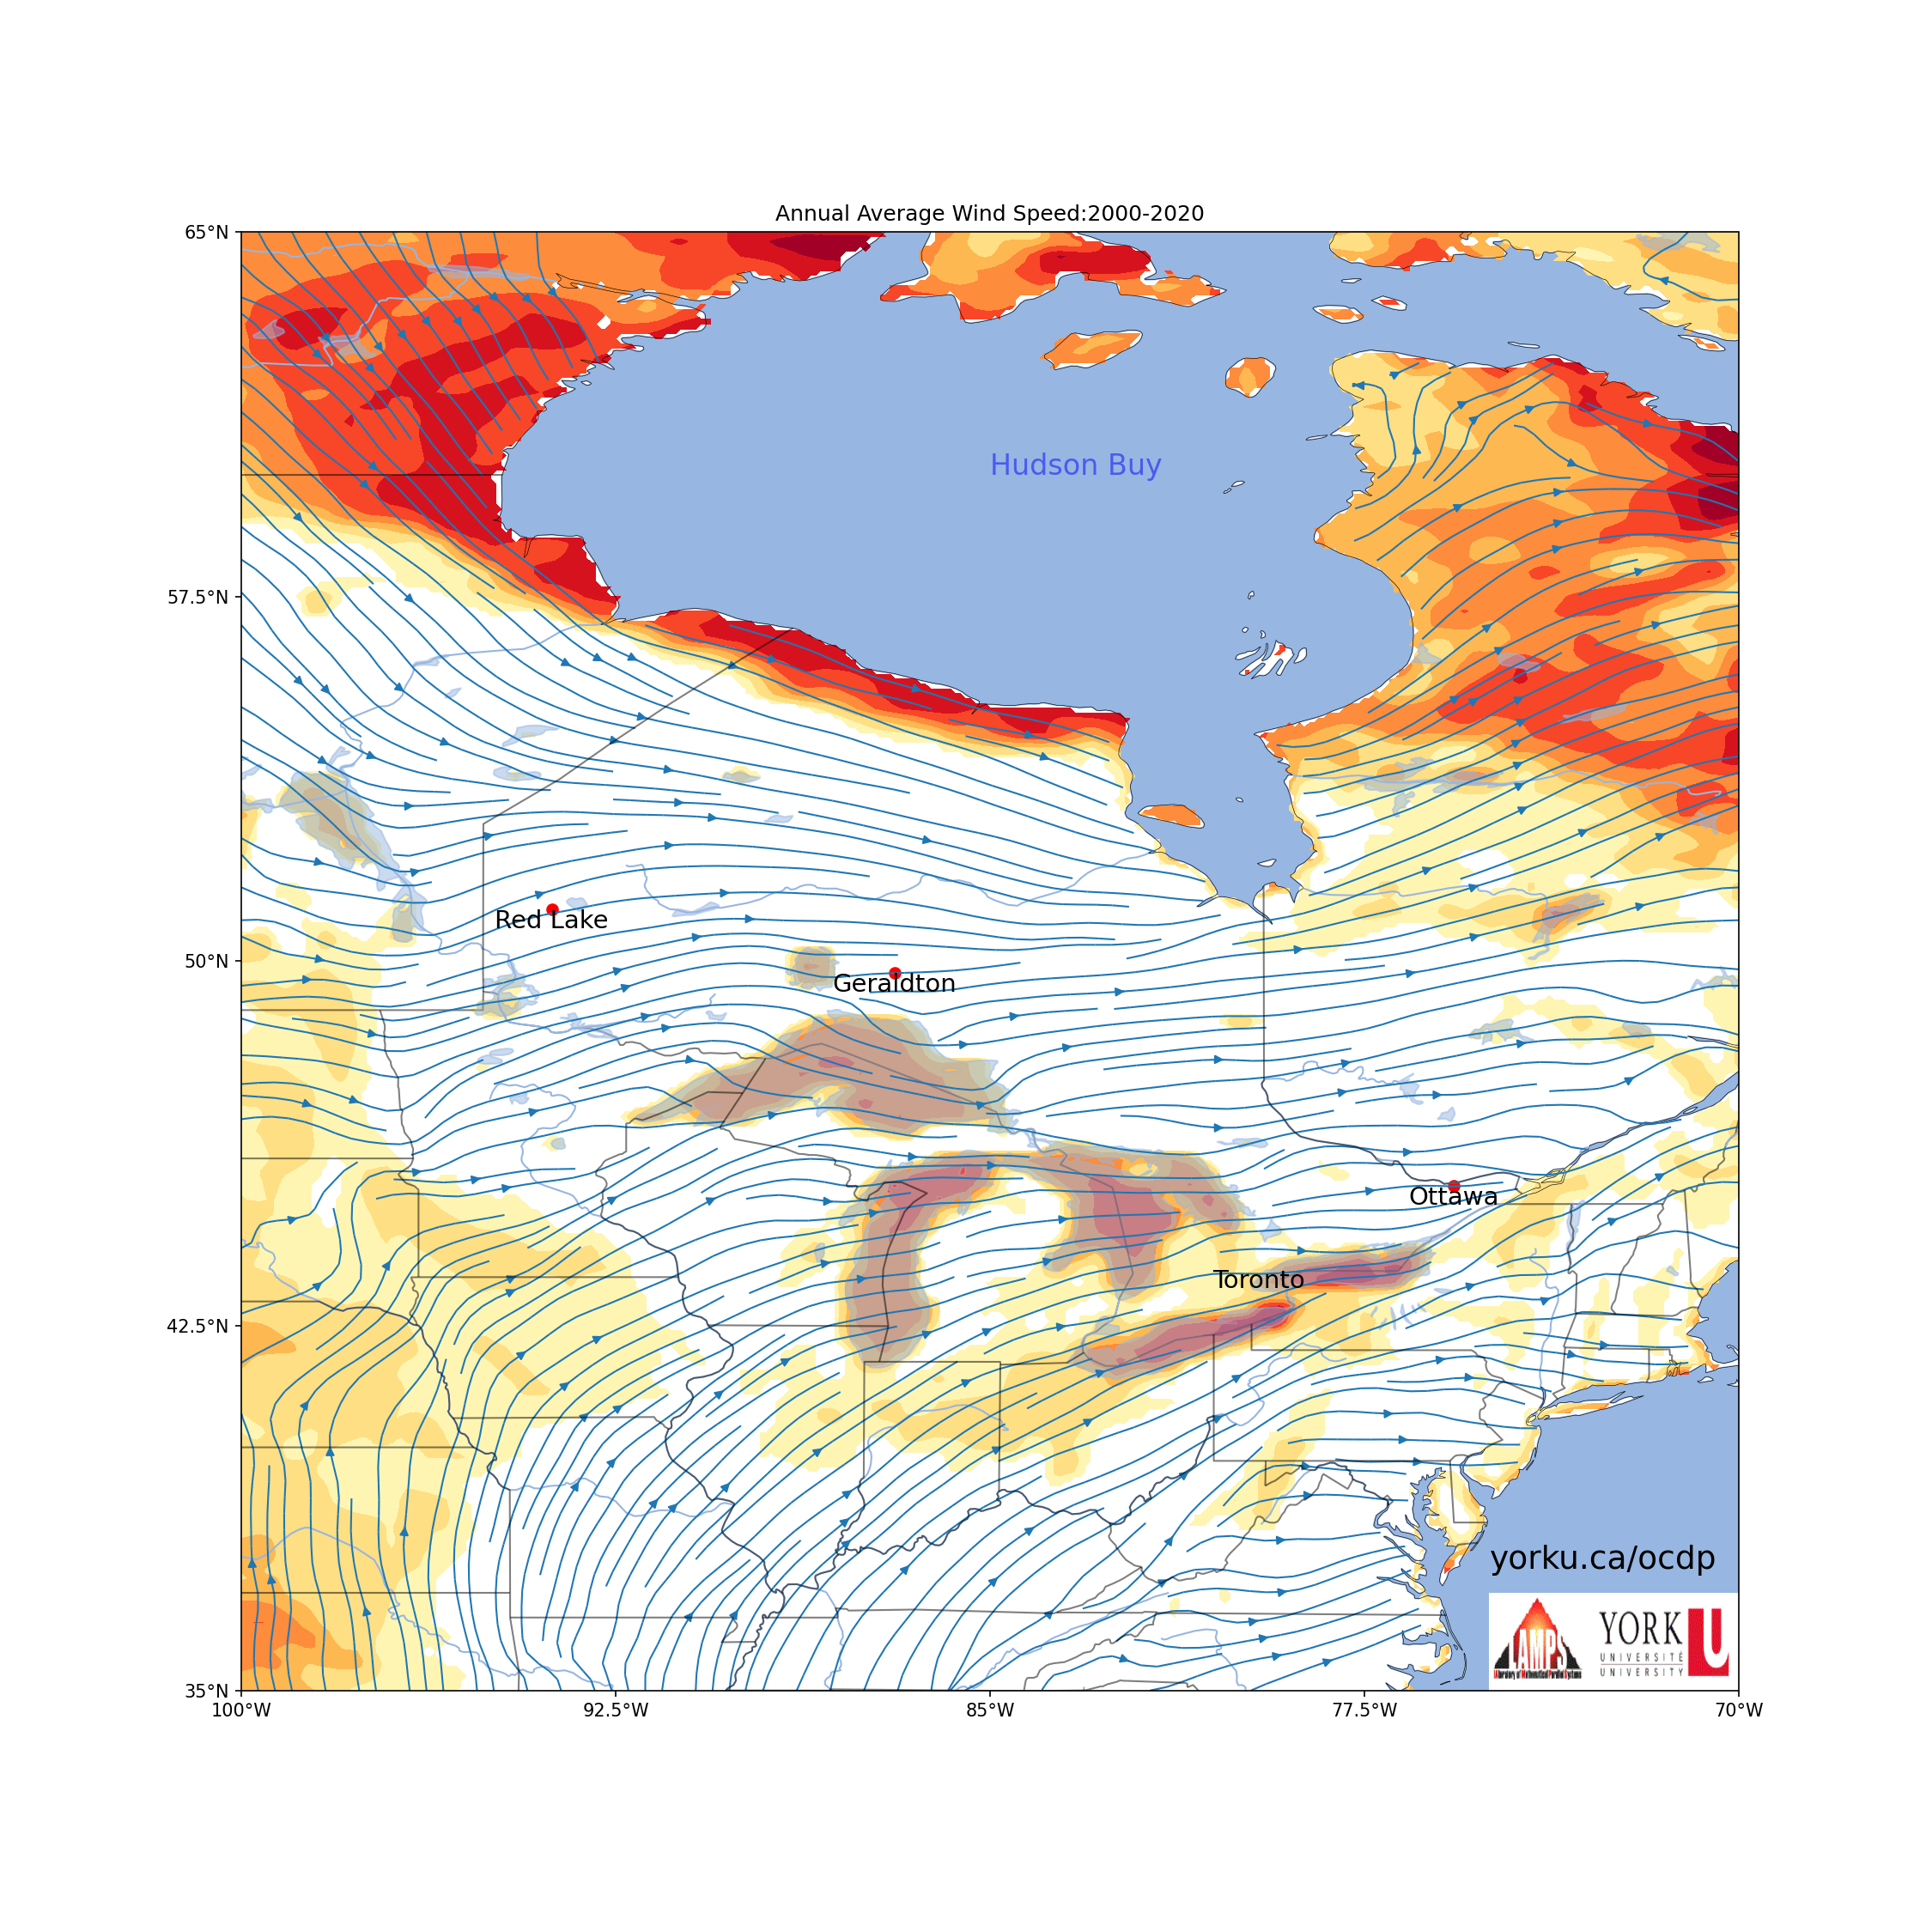 Annual Average Wind Speed:2000-2020
65°N
Hudson Buy
57.5°N
Red Lake
50°N
Geraldton
Ottawa
Toronto
42.5°N
yorku.ca/ocdp
LAMPS
YORK U
UNIVERSITÉ
UNIVERSITY
35°N
100°W 92.5°W 85°W 77.5°W 70°W